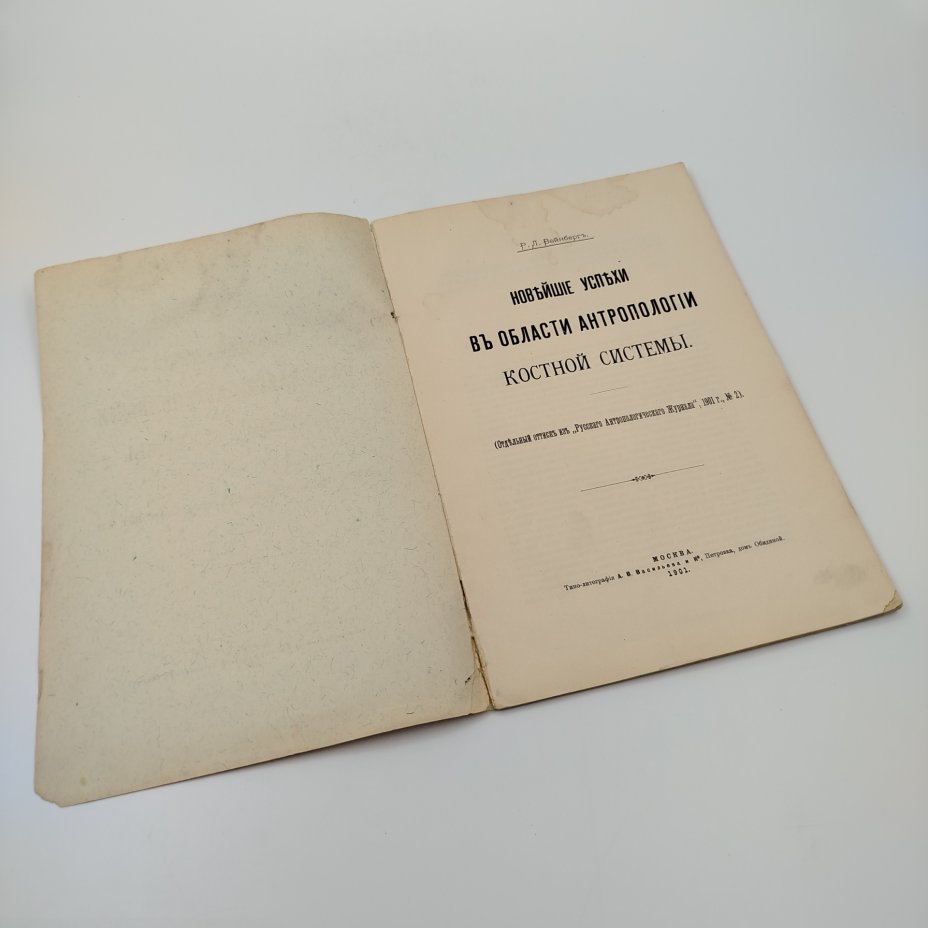 Р. Л. Вейнбергъ.
НОВѢЙШІЕ УСПѢХИ
ВЪ ОБЛАСТИ АНТРОПОЛОГІИ
КОСТНОЙ СИСТЕМЫ.
(Отдѣльный оттискъ изъ „Русскаго Антропологическаго Журнала“, 1901 г., № 2).
МОСКВА.
Типо-литографія А. В. Васильева и Кº, Петровка, домъ Обидиной.
1901.